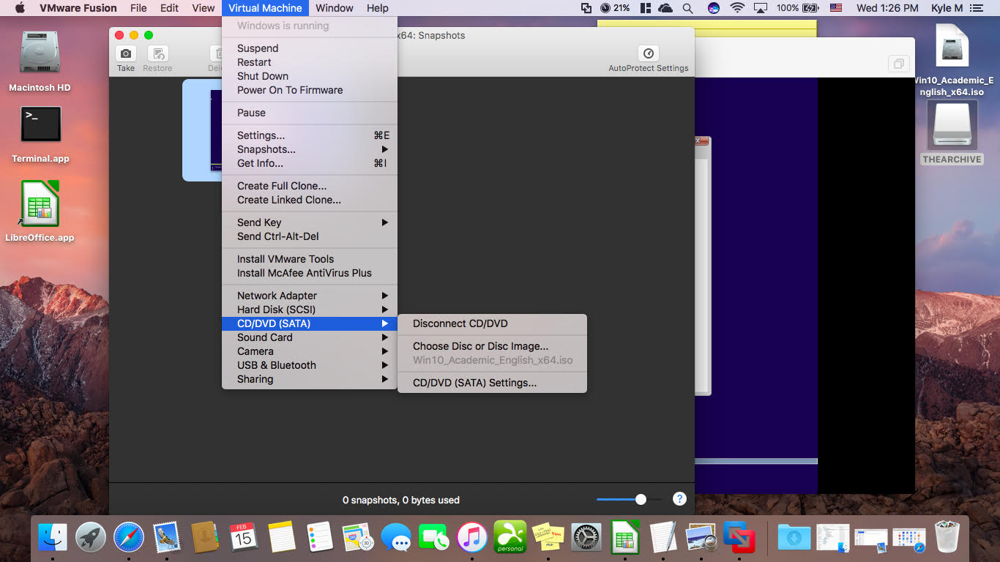 VMware Fusion File Edit View Virtual Machine Window Help 21% 100% Wed 1:26 PM Kyle M
Windows is running
Suspend
Restart
Shut Down
Power On To Firmware
Pause
Settings... ⌘E
Snapshots...
Get Info... ⌘I
Create Full Clone...
Create Linked Clone...
Send Key
Send Ctrl-Alt-Del
Install VMware Tools
Install McAfee AntiVirus Plus
Network Adapter
Hard Disk (SCSI)
CD/DVD (SATA)
Sound Card
Camera
USB & Bluetooth
Sharing
Disconnect CD/DVD
Choose Disc or Disc Image...
Win10_Academic_English_x64.iso
CD/DVD (SATA) Settings...
x64: Snapshots
Take Restore Del
AutoProtect Settings
0 snapshots, 0 bytes used
?
Macintosh HD
>_
Terminal.app
LibreOffice.app
Win10_Academic_E
nglish_x64.iso
THEARCHIVE
FEB
15
3D
personal